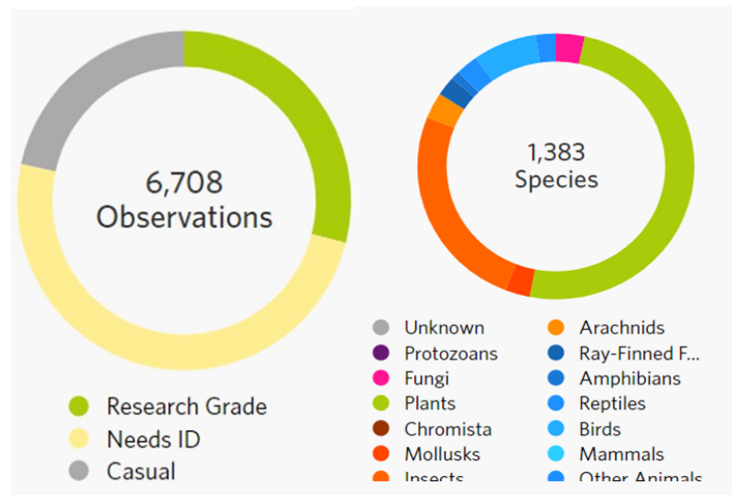 6,708
Observations
Research Grade
Needs ID
Casual
1,383
Species
Unknown
Protozoans
Fungi
Plants
Chromista
Mollusks
Insects
Arachnids
Ray-Finned F...
Amphibians
Reptiles
Birds
Mammals
Other Animals